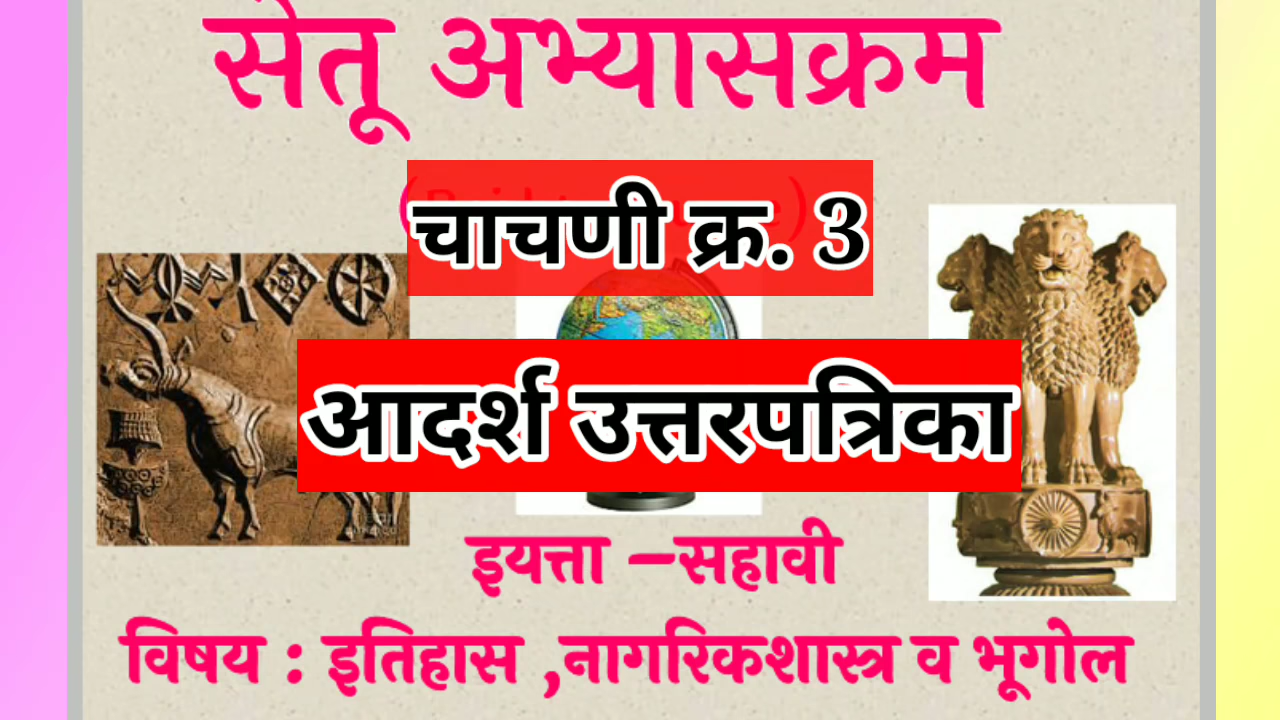 सेतू अभ्यासक्रम
चाचणी क्र. 3
आदर्श उत्तरपत्रिका
इयत्ता –सहावी
विषय : इतिहास ,नागरिकशास्त्र व भूगोल